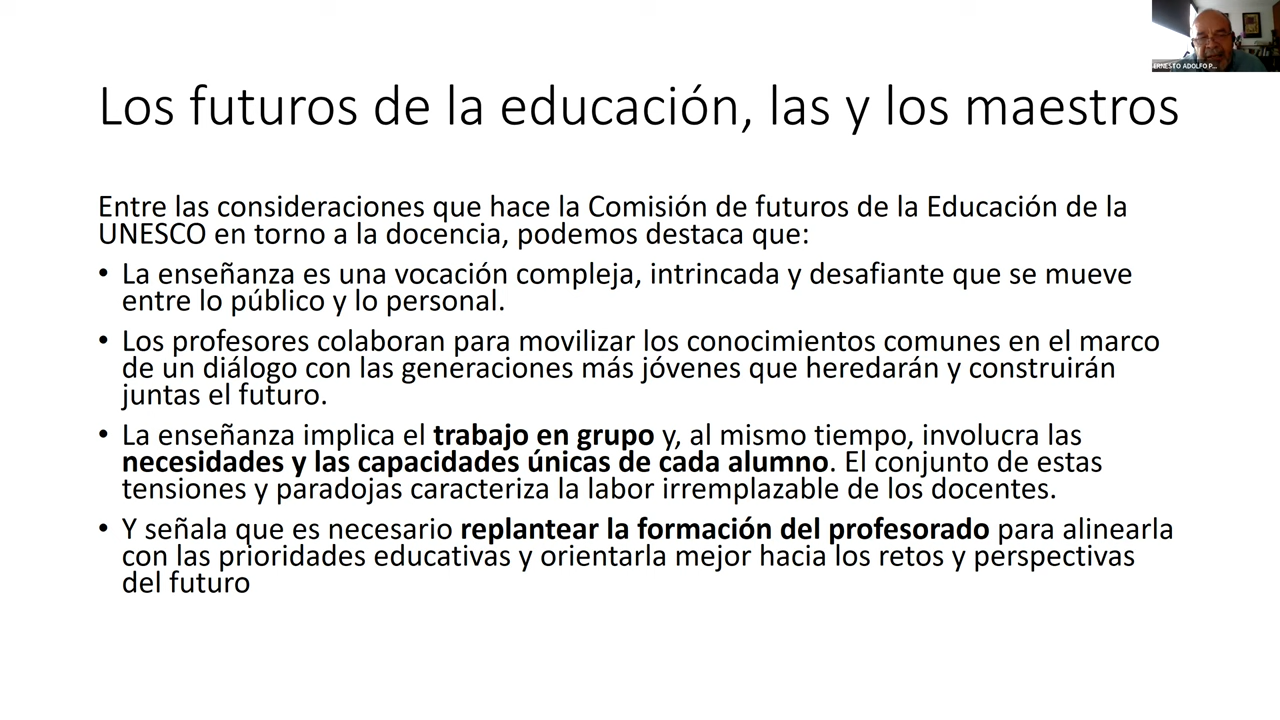 ERNESTO ADOLFO P...
Los futuros de la educación, las y los maestros
Entre las consideraciones que hace la Comisión de futuros de la Educación de la
UNESCO en torno a la docencia, podemos destaca que:
• La enseñanza es una vocación compleja, intrincada y desafiante que se mueve
entre lo público y lo personal.
• Los profesores colaboran para movilizar los conocimientos comunes en el marco
de un diálogo con las generaciones más jóvenes que heredarán y construirán
juntas el futuro.
• La enseñanza implica el trabajo en grupo y, al mismo tiempo, involucra las
necesidades y las capacidades únicas de cada alumno. El conjunto de estas
tensiones y paradojas caracteriza la labor irremplazable de los docentes.
• Y señala que es necesario replantear la formación del profesorado para alinearla
con las prioridades educativas y orientarla mejor hacia los retos y perspectivas
del futuro